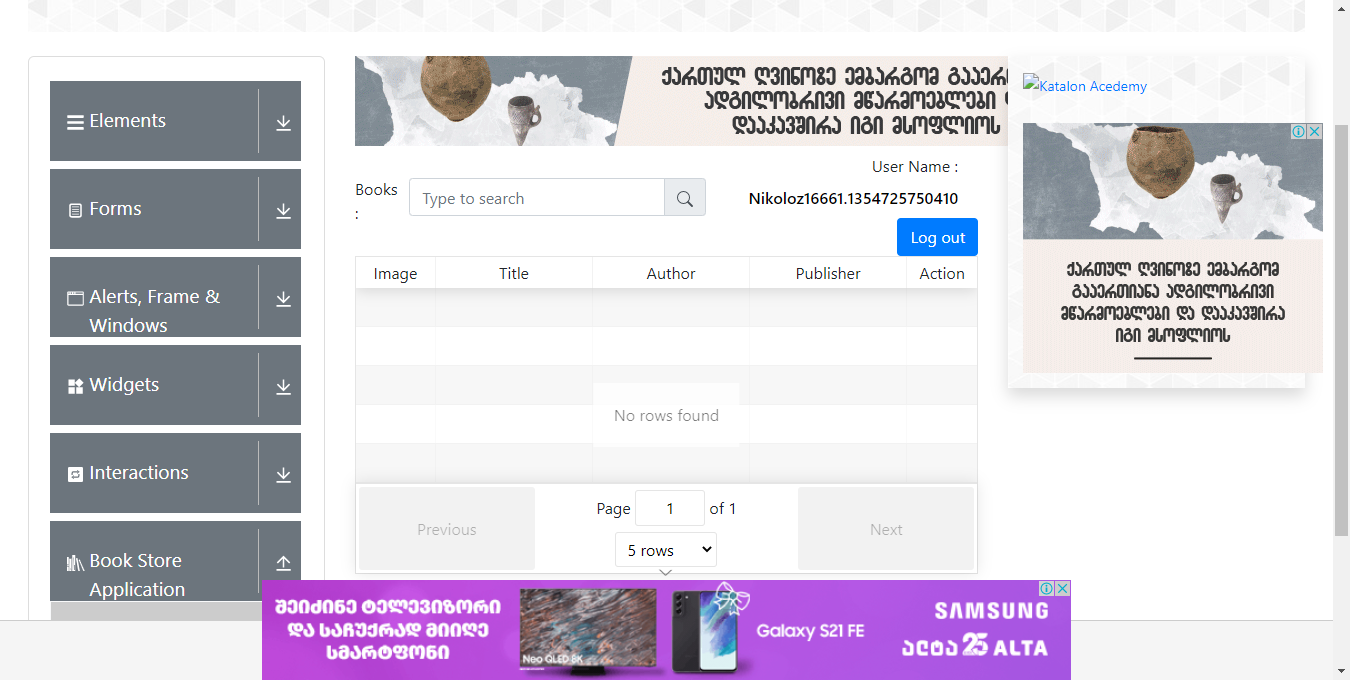 Elements
Forms
Alerts, Frame &
Windows
Widgets
Interactions
Book Store
Application
ქართულ ღვინოზე ემბარგომ გააერ
ადგილობრივი მწარმოებლები დ
დააკავშირა იგი მსოფლიოს
Books
:
Type to search
User Name :
Nikoloz16661.1354725750410
Log out
Image Title Author Publisher Action
No rows found
Previous
Page 1 of 1
5 rows
Next
Katalon Acedemy
ქართულ ღვინოზე ემბარგომ
გააერთიანა ადგილობრივი
მწარმოებლები და დააკავშირა
იგი მსოფლიოს
შეიძინე ტელევიზორი
და საჩუქრად მიიღე
სმარტფონი
Neo QLED 8K
Galaxy S21 FE
SAMSUNG
ალტა 25 ALTA